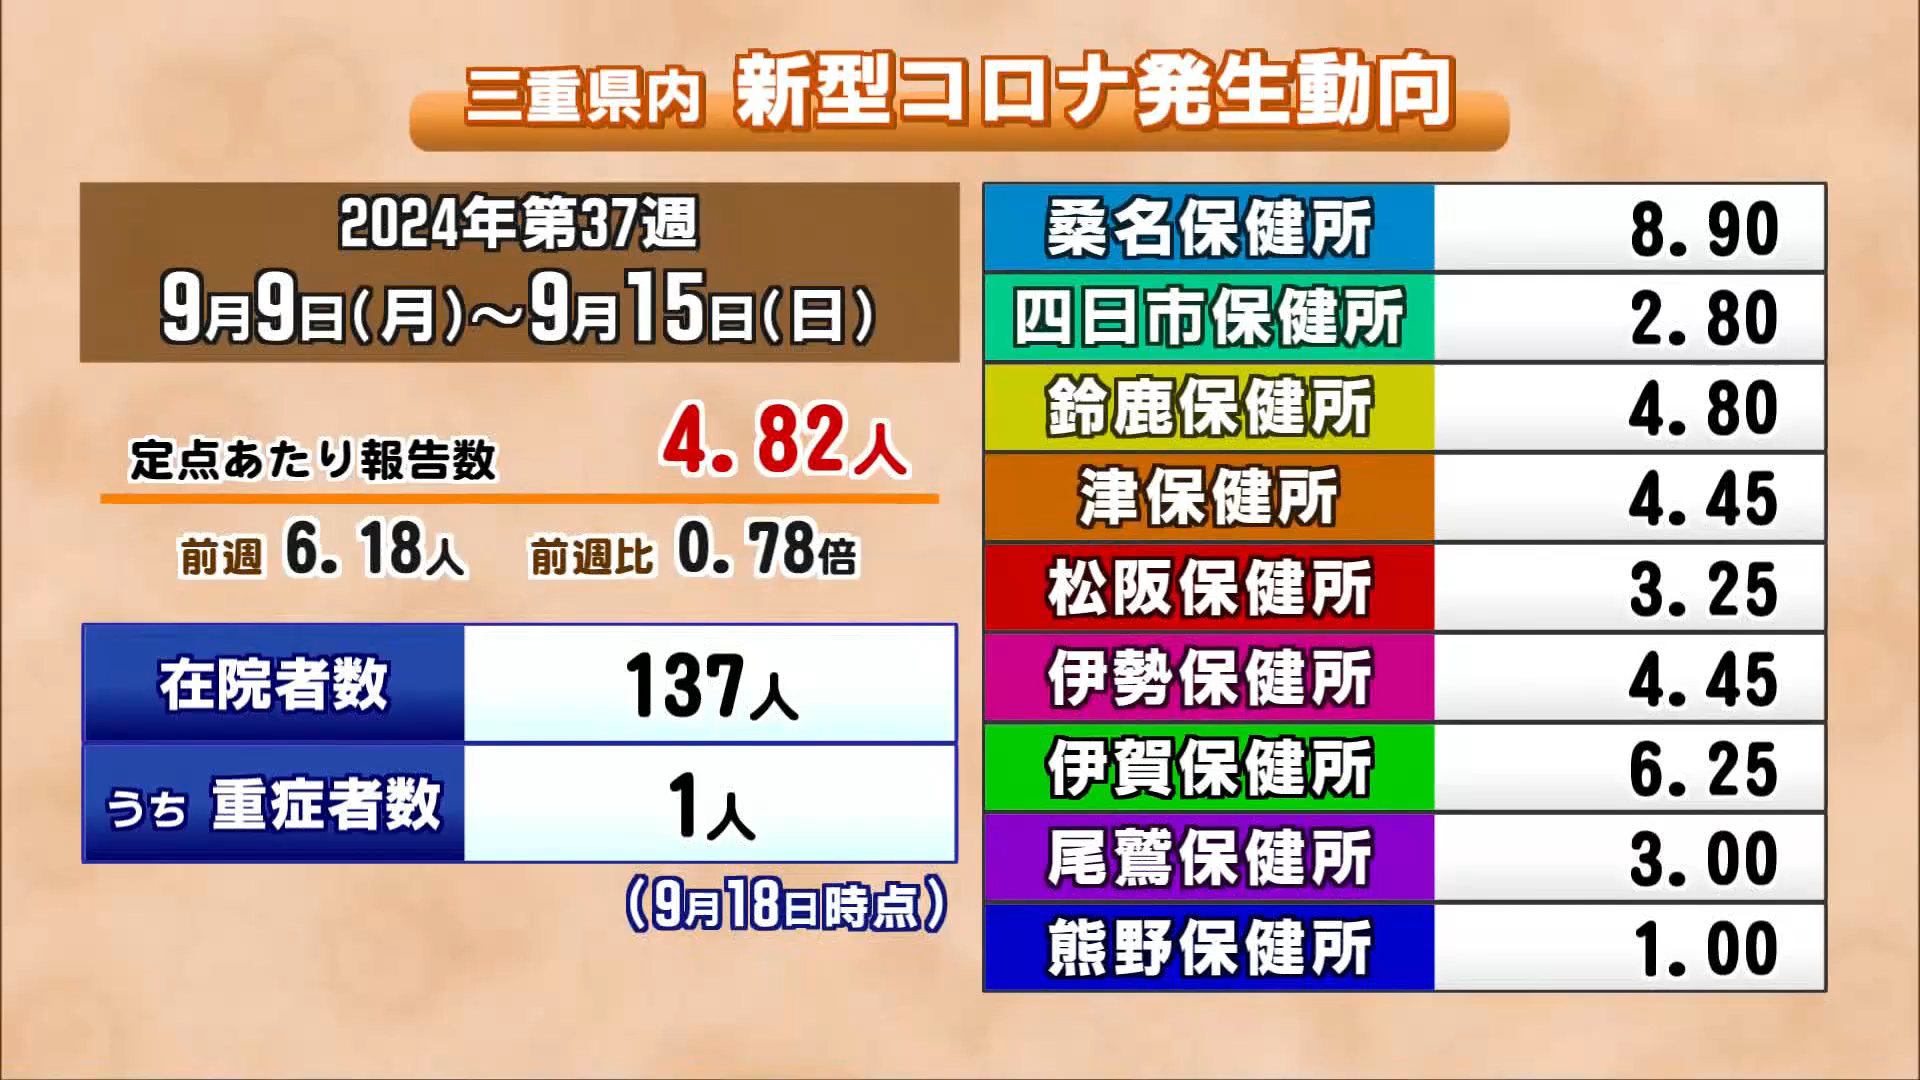 三重県内 新型コロナ発生動向
2024年第37週
9月9日(月)～9月15日(日)
定点あたり報告数 4.82人
前週 6.18人 前週比 0.78倍
在院者数 137人
うち 重症者数 1人
(9月18日時点)
桑名保健所 8.90
四日市保健所 2.80
鈴鹿保健所 4.80
津保健所 4.45
松阪保健所 3.25
伊勢保健所 4.45
伊賀保健所 6.25
尾鷲保健所 3.00
熊野保健所 1.00